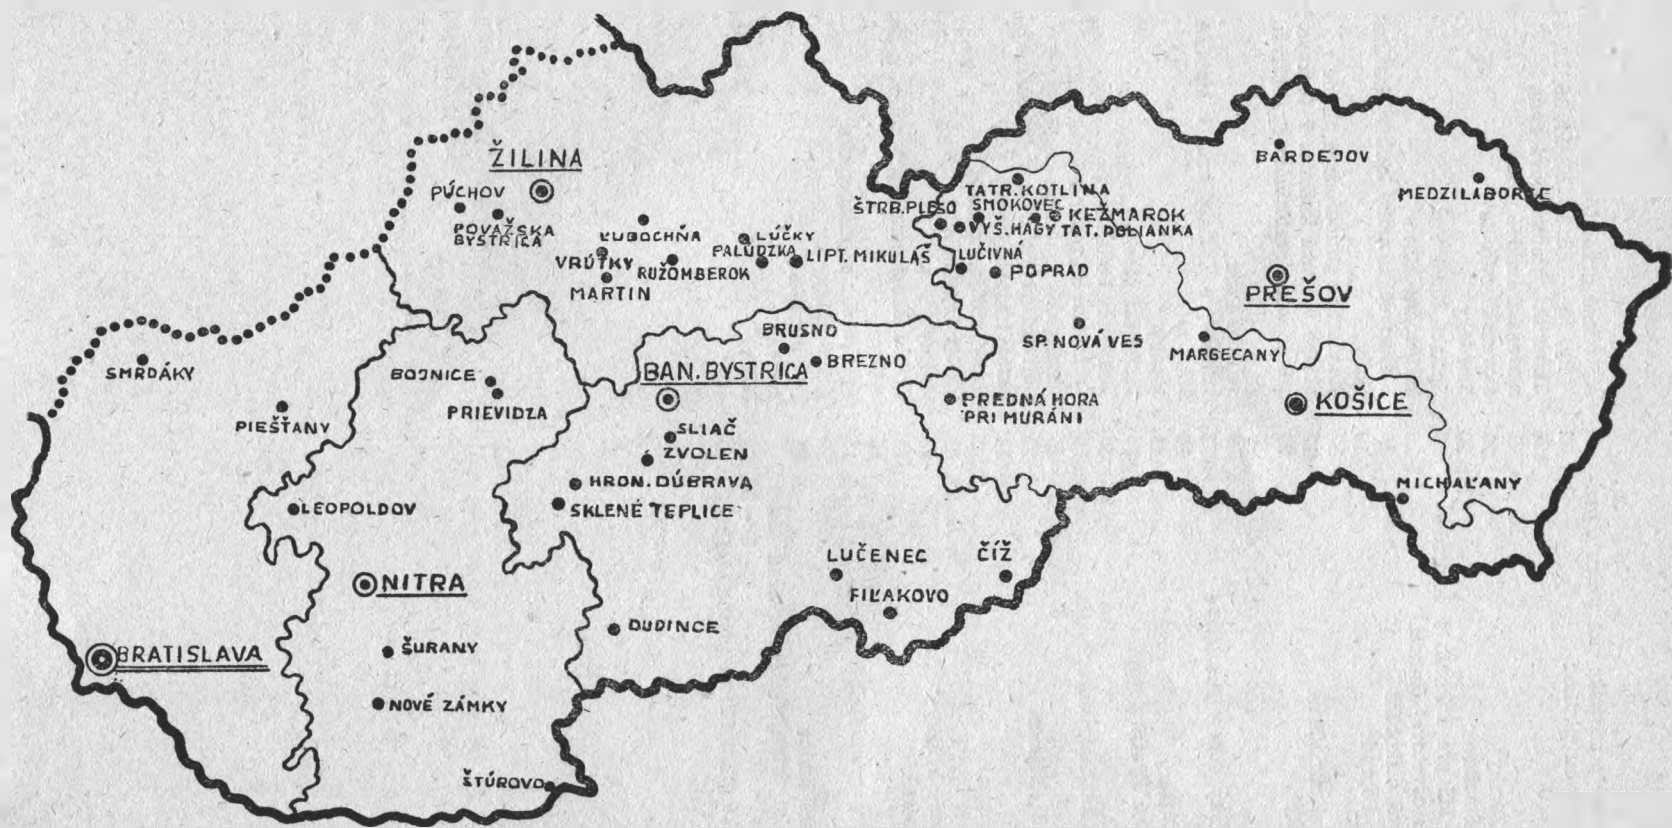 ŽILINA
PÚCHOV
POVAŽSKA
BYSTRICA
ĽUBOCHŇA
VRÚTKY
MARTIN
RUŽOMBEROK
LÚČKY
PALÚDZKA
LIPT. MIKULÁŠ
ŠTRB. PLESO
TATR. KOTLINA
SMOKOVEC
KEŽMAROK
VYŠ. HÁGY
TAT. POLIANKA
LUČIVNÁ
POPRAD
BARDEJOV
MEDZILABORCE
PREŠOV
SP. NOVÁ VES
MARGECANY
SMRDÁKY
PIEŠŤANY
BOJNICE
PRIEVIDZA
BRUSNO
BREZNO
BAN. BYSTRICA
PREDNÁ HORA
PRI MURÁNI
KOŠICE
SLIAČ
ZVOLEN
HRON. DÚBRAVA
SKLENÉ TEPLICE
LEOPOLDOV
MICHAĽANY
LUČENEC
ČÍŽ
FIĽAKOVO
NITRA
DUDINCE
BRATISLAVA
ŠURANY
NOVÉ ZÁMKY
ŠTÚROVO